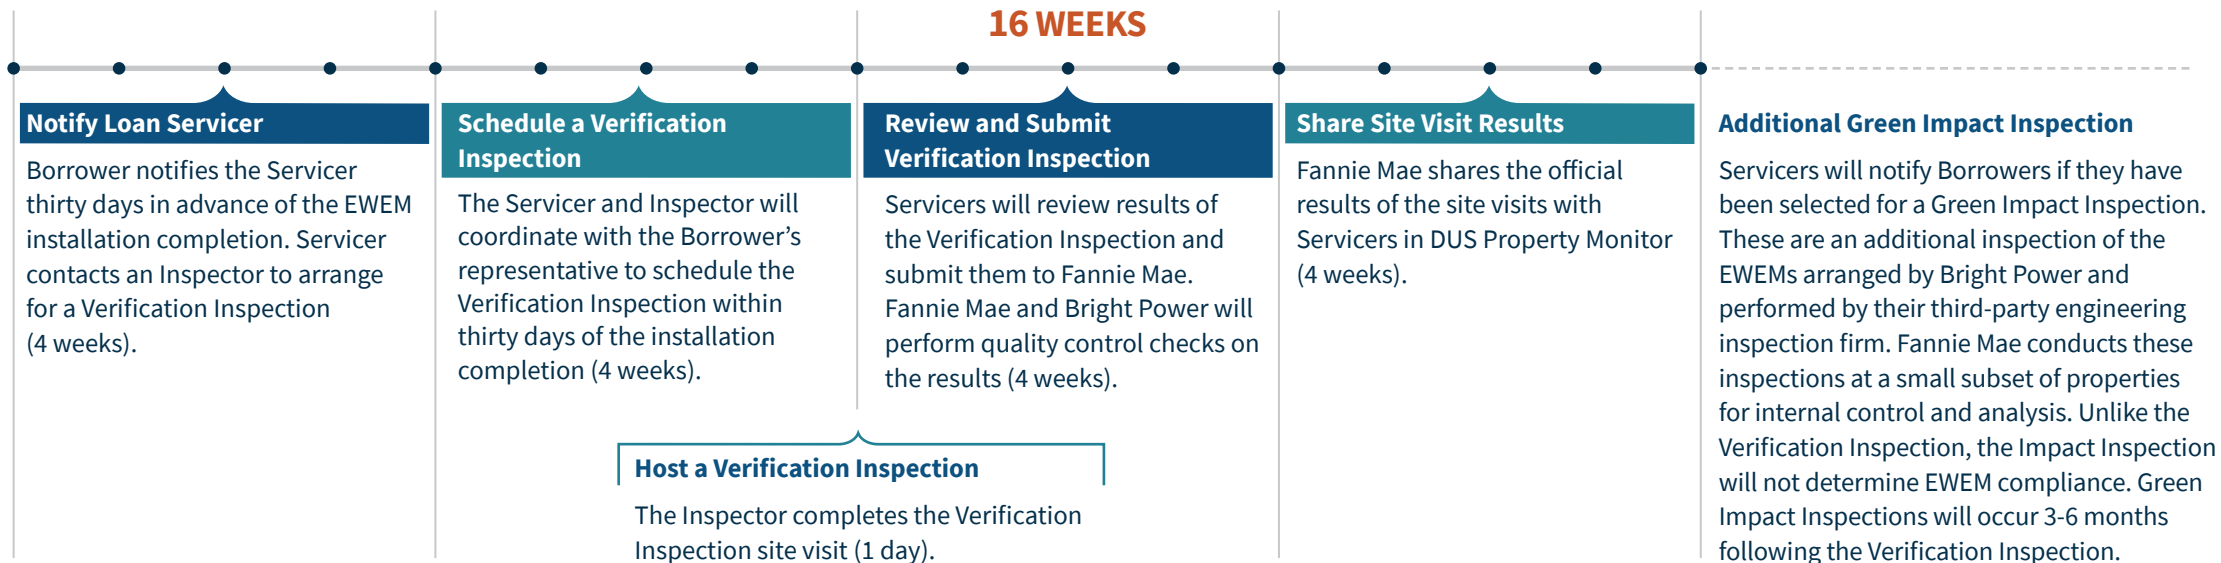 16 WEEKS
Notify Loan Servicer
Borrower notifies the Servicer
thirty days in advance of the EWEM
installation completion. Servicer
contacts an Inspector to arrange
for a Verification Inspection
(4 weeks).
Schedule a Verification
Inspection
The Servicer and Inspector will
coordinate with the Borrower’s
representative to schedule the
Verification Inspection within
thirty days of the installation
completion (4 weeks).
Review and Submit
Verification Inspection
Servicers will review results of
the Verification Inspection and
submit them to Fannie Mae.
Fannie Mae and Bright Power will
perform quality control checks on
the results (4 weeks).
Host a Verification Inspection
The Inspector completes the Verification
Inspection site visit (1 day).
Share Site Visit Results
Fannie Mae shares the official
results of the site visits with
Servicers in DUS Property Monitor
(4 weeks).
Additional Green Impact Inspection
Servicers will notify Borrowers if they have
been selected for a Green Impact Inspection.
These are an additional inspection of the
EWEMs arranged by Bright Power and
performed by their third-party engineering
inspection firm. Fannie Mae conducts these
inspections at a small subset of properties
for internal control and analysis. Unlike the
Verification Inspection, the Impact Inspection
will not determine EWEM compliance. Green
Impact Inspections will occur 3-6 months
following the Verification Inspection.